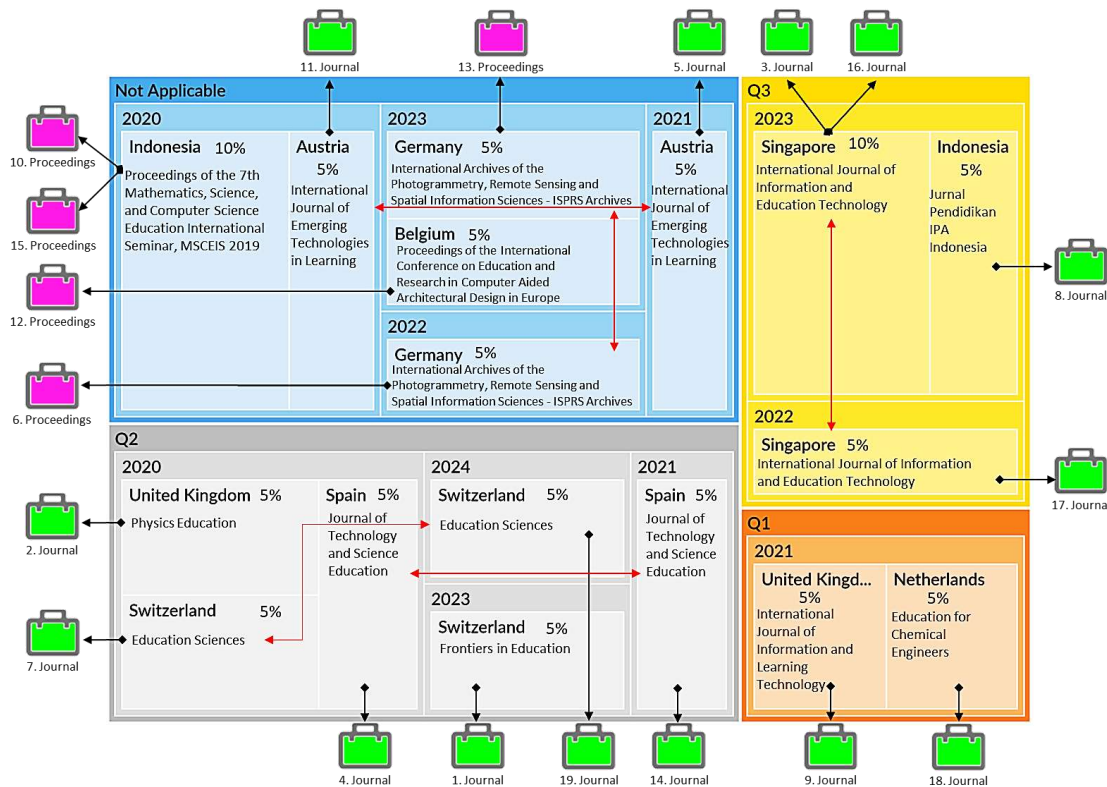 11. Journal
13. Proceedings
5. Journal
3. Journal
16. Journal
Not Applicable
2020
Indonesia 10%
Proceedings of the 7th
Mathematics, Science,
and Computer Science
Education International
Seminar, MSCEIS 2019
Austria
5%
International
Journal of
Emerging
Technologies
in Learning
2023
Germany 5%
International Archives of the
Photogrammetry, Remote Sensing and
Spatial Information Sciences - ISPRS Archives
Belgium 5%
Proceedings of the International
Conference on Education and
Research in Computer Aided
Architectural Design in Europe
2022
Germany 5%
International Archives of the
Photogrammetry, Remote Sensing and
Spatial Information Sciences - ISPRS Archives
2021
Austria
5%
International
Journal of
Emerging
Technologies
in Learning
10. Proceedings
15. Proceedings
12. Proceedings
6. Proceedings
Q3
2023
Singapore 10%
International Journal of
Information and
Education Technology
Indonesia
5%
Jurnal
Pendidikan
IPA
Indonesia
8. Journal
2022
Singapore 5%
International Journal of Information
and Education Technology
17. Journal
Q2
2020
United Kingdom 5%
Physics Education
Switzerland 5%
Education Sciences
Spain 5%
Journal of
Technology
and Science
Education
2024
Switzerland 5%
Education Sciences
2023
Switzerland 5%
Frontiers in Education
2021
Spain 5%
Journal of
Technology
and Science
Education
2. Journal
7. Journal
Q1
2021
United Kingd...
5%
International
Journal of
Information and
Learning
Technology
Netherlands
5%
Education for
Chemical
Engineers
4. Journal
1. Journal
19. Journal
14. Journal
9. Journal
18. Journal